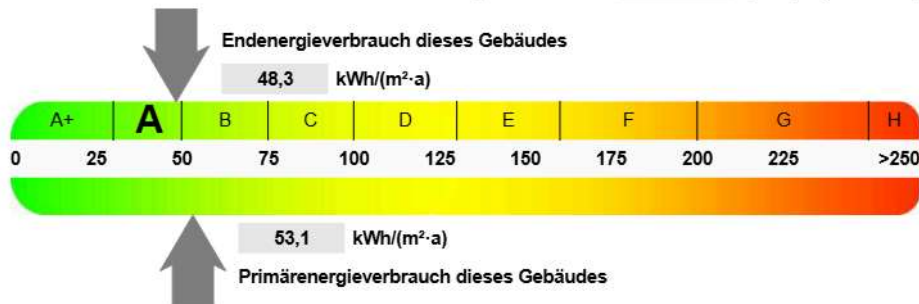 Endenergieverbrauch dieses Gebäudes
48,3 kWh/(m²·a)
A+ A B C D E F G H
0 25 50 75 100 125 150 175 200 225 >250
53,1 kWh/(m²·a)
Primärenergieverbrauch dieses Gebäudes